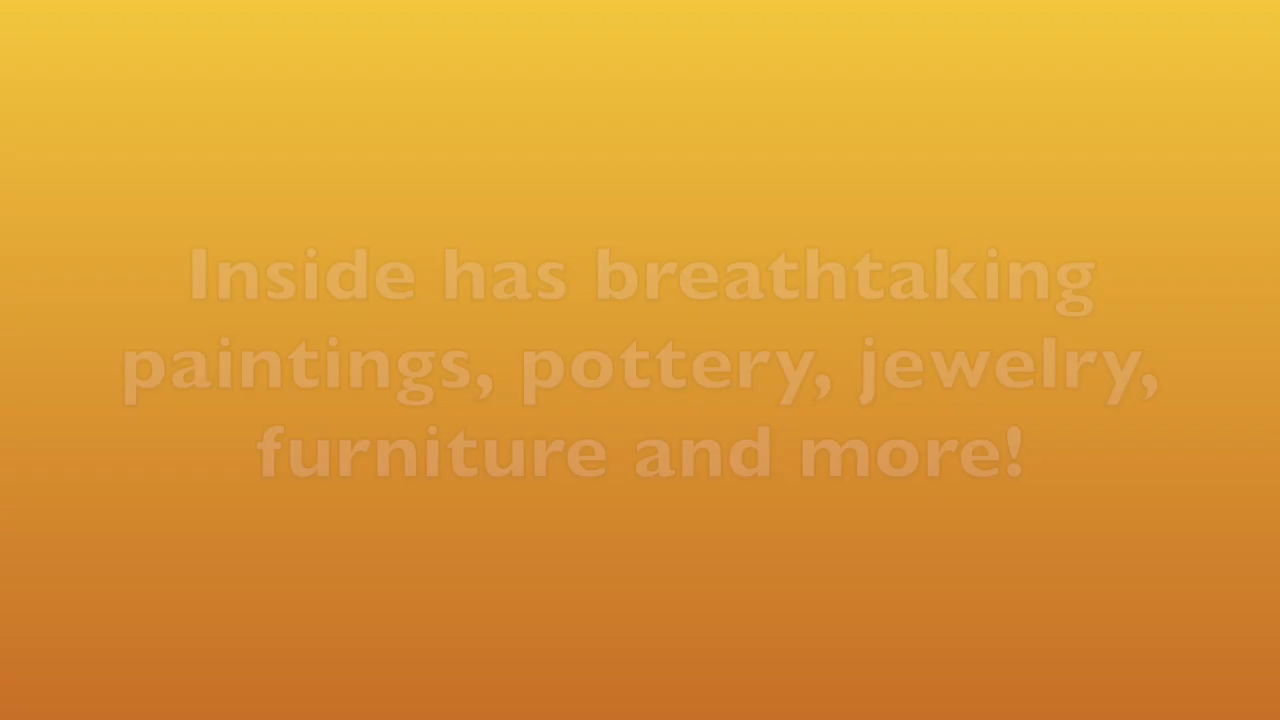 Inside has breathtaking
paintings, pottery, jewelry,
furniture and more!